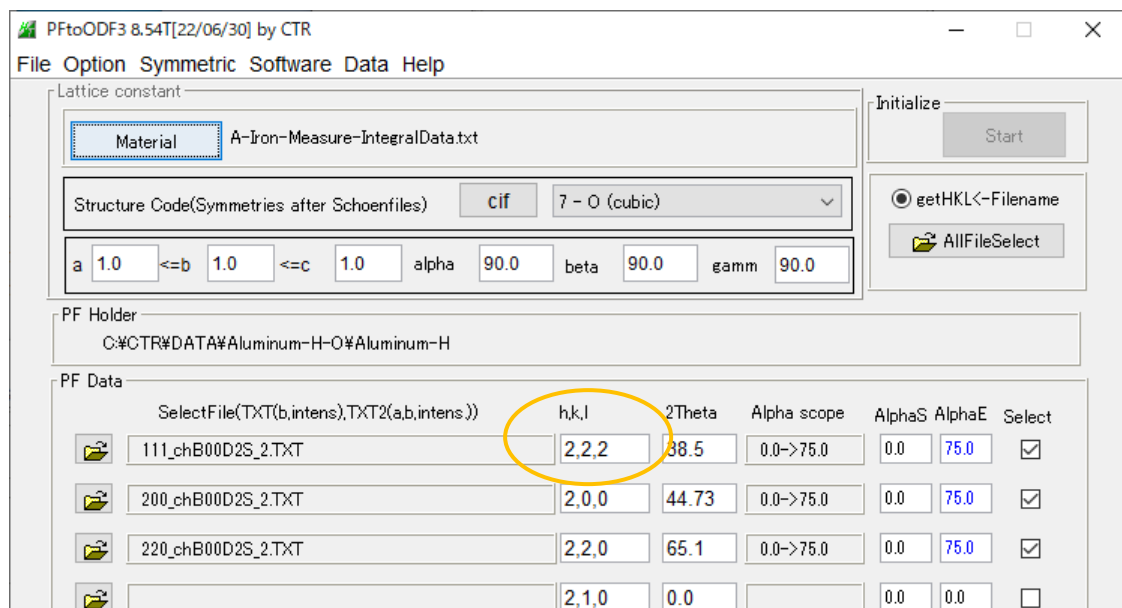 PFtoODF3 8.54T[22/06/30] by CTR
File Option Symmetric Software Data Help
Lattice constant
Initialize
Material A-Iron-Measure-IntegralData.txt
Start
Structure Code(Symmetries after Schoenfiles) cif 7 - O (cubic)
getHKL<-Filename
AllFileSelect
a 1.0 <=b 1.0 <=c 1.0 alpha 90.0 beta 90.0 gamm 90.0
PF Holder
C:¥CTR¥DATA¥Aluminum-H-O¥Aluminum-H
PF Data
SelectFile(TXT(b,intens),TXT2(a,b,intens.)) h,k,l 2Theta Alpha scope AlphaS AlphaE Select
111_chB00D2S_2.TXT 2,2,2 38.5 0.0->75.0 0.0 75.0
200_chB00D2S_2.TXT 2,0,0 44.73 0.0->75.0 0.0 75.0
220_chB00D2S_2.TXT 2,2,0 65.1 0.0->75.0 0.0 75.0
2,1,0 0.0 0.0 0.0